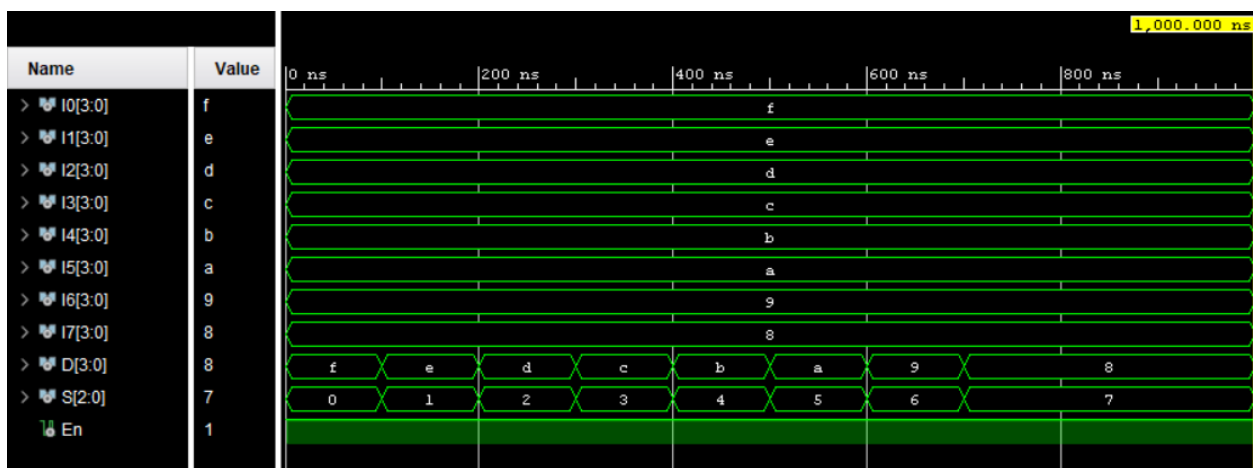 1,000.000 ns
Name Value 0 ns 200 ns 400 ns 600 ns 800 ns
I0[3:0] f f
I1[3:0] e e
I2[3:0] d d
I3[3:0] c c
I4[3:0] b b
I5[3:0] a a
I6[3:0] 9 9
I7[3:0] 8 8
D[3:0] 8 f e d c b a 9 8
S[2:0] 7 0 1 2 3 4 5 6 7
En 1